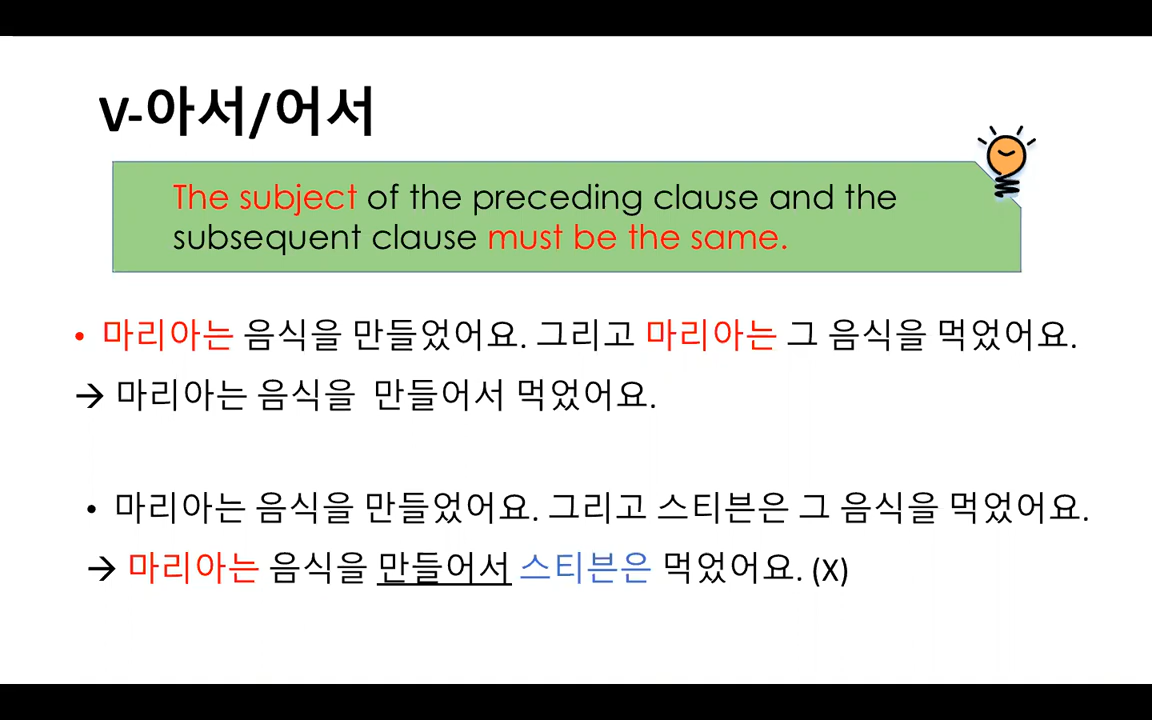 V-아서/어서
The subject of the preceding clause and the
subsequent clause must be the same.
• 마리아는 음식을 만들었어요. 그리고 마리아는 그 음식을 먹었어요.
→ 마리아는 음식을 만들어서 먹었어요.
• 마리아는 음식을 만들었어요. 그리고 스티븐은 그 음식을 먹었어요.
→ 마리아는 음식을 만들어서 스티븐은 먹었어요. (X)